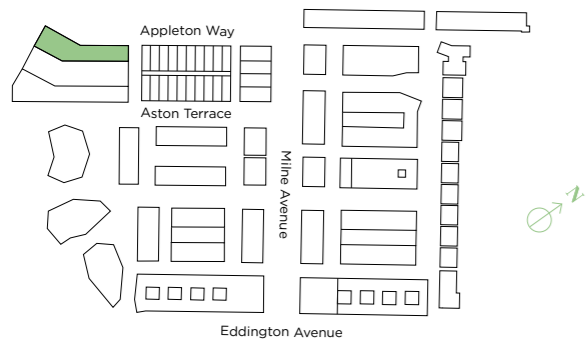 Appleton Way
Aston Terrace
Milne Avenue
N
Eddington Avenue